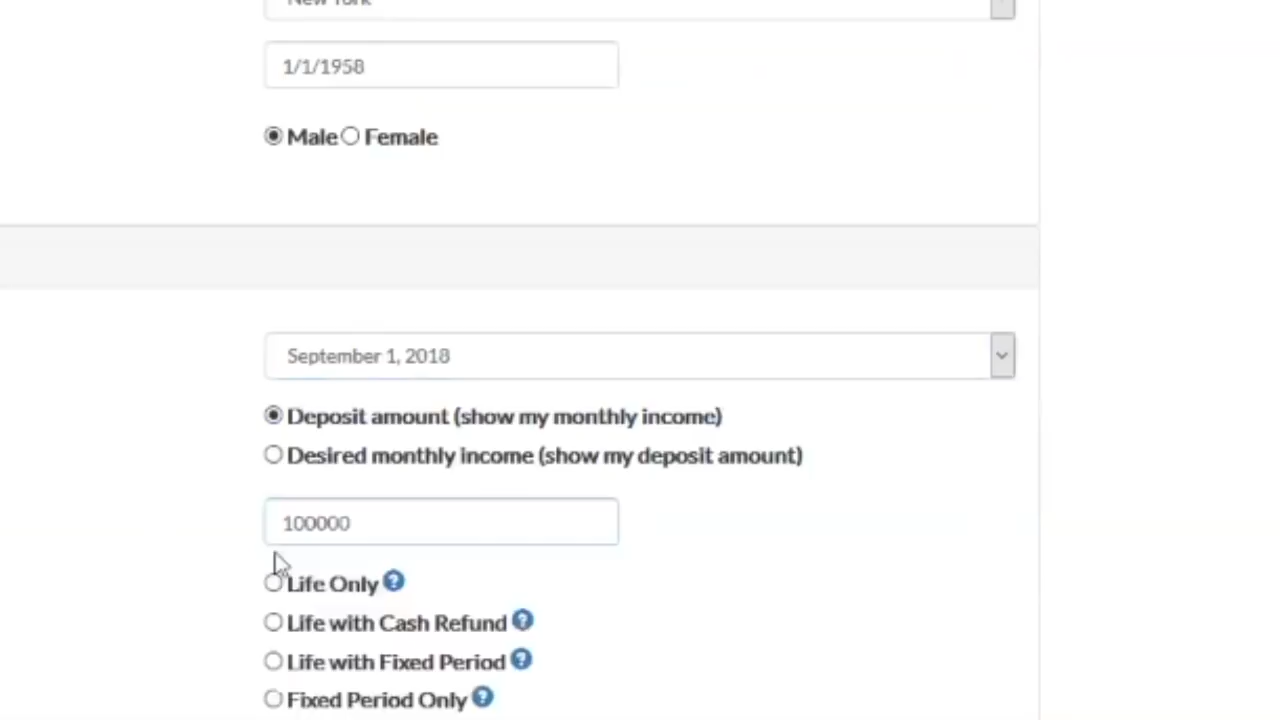 New York
1/1/1958
Male Female
September 1, 2018
Deposit amount (show my monthly income)
Desired monthly income (show my deposit amount)
100000
Life Only ?
Life with Cash Refund ?
Life with Fixed Period ?
Fixed Period Only ?